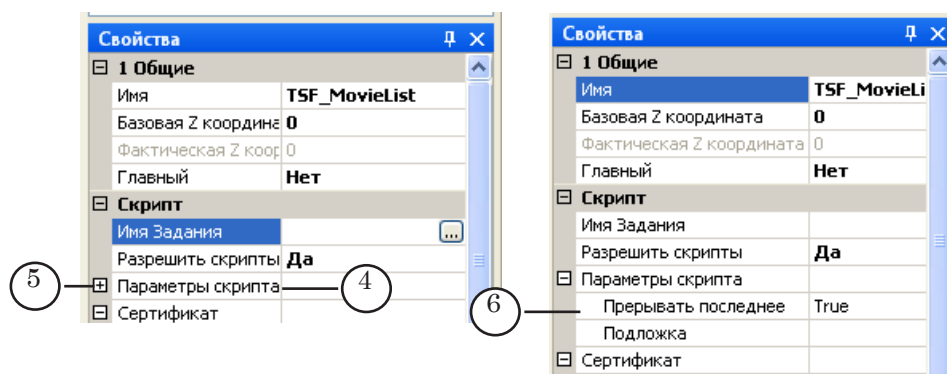 Свойства
1 Общие
Имя TSF_MovieList
Базовая Z координа 0
Фактическая Z коор 0
Главный Нет
Скрипт
Имя Задания ...
Разрешить скрипты Да
5 Параметры скрипта 4
Сертификат
Свойства
1 Общие
Имя TSF_MovieLi
Базовая Z координата 0
Фактическая Z координата 0
Главный Нет
Скрипт
Имя Задания
Разрешить скрипты Да
Параметры скрипта
6 Прерывать последнее True
Подложка
Сертификат